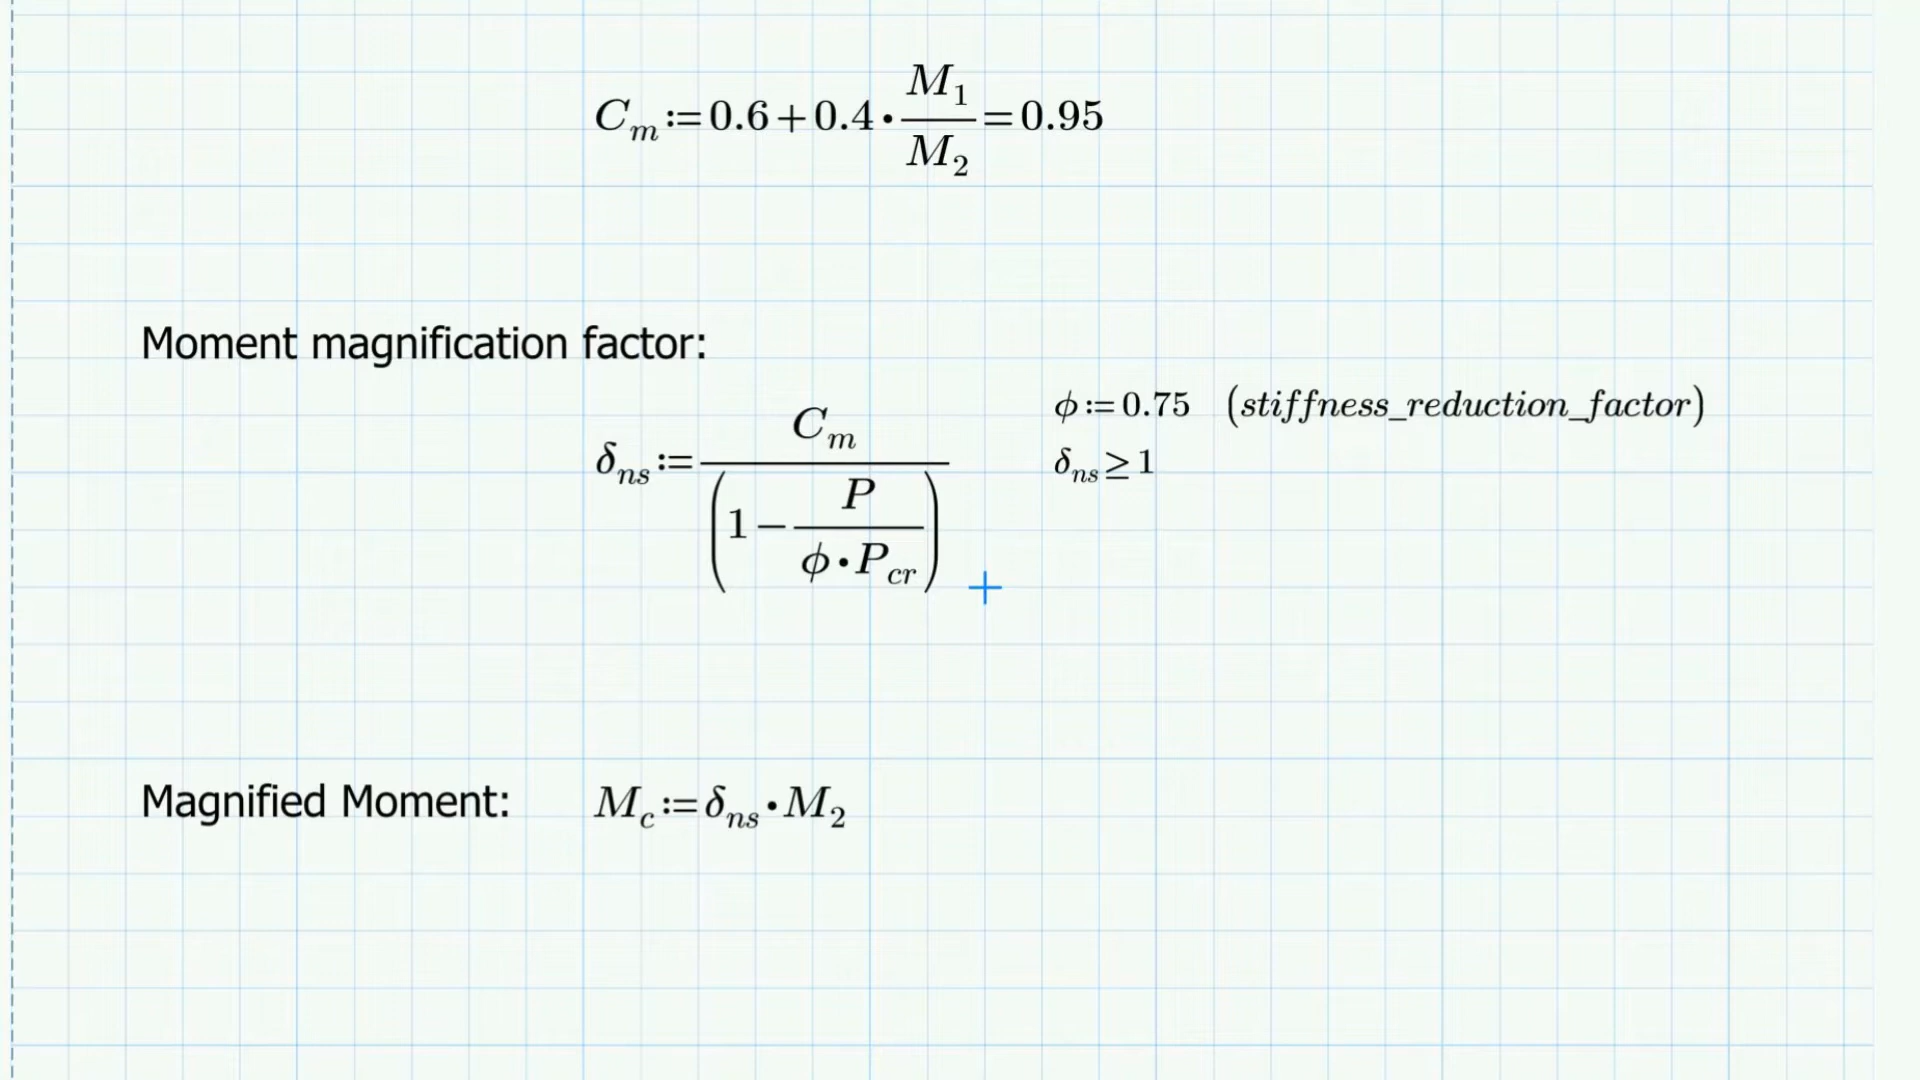 C_m := 0.6 + 0.4 · M_1 / M_2 = 0.95
Moment magnification factor:
δ_ns := C_m / (1 − P / (φ · P_cr))
ϕ := 0.75 (stiffness_reduction_factor)
δ_ns ≥ 1
Magnified Moment: M_c := δ_ns · M_2